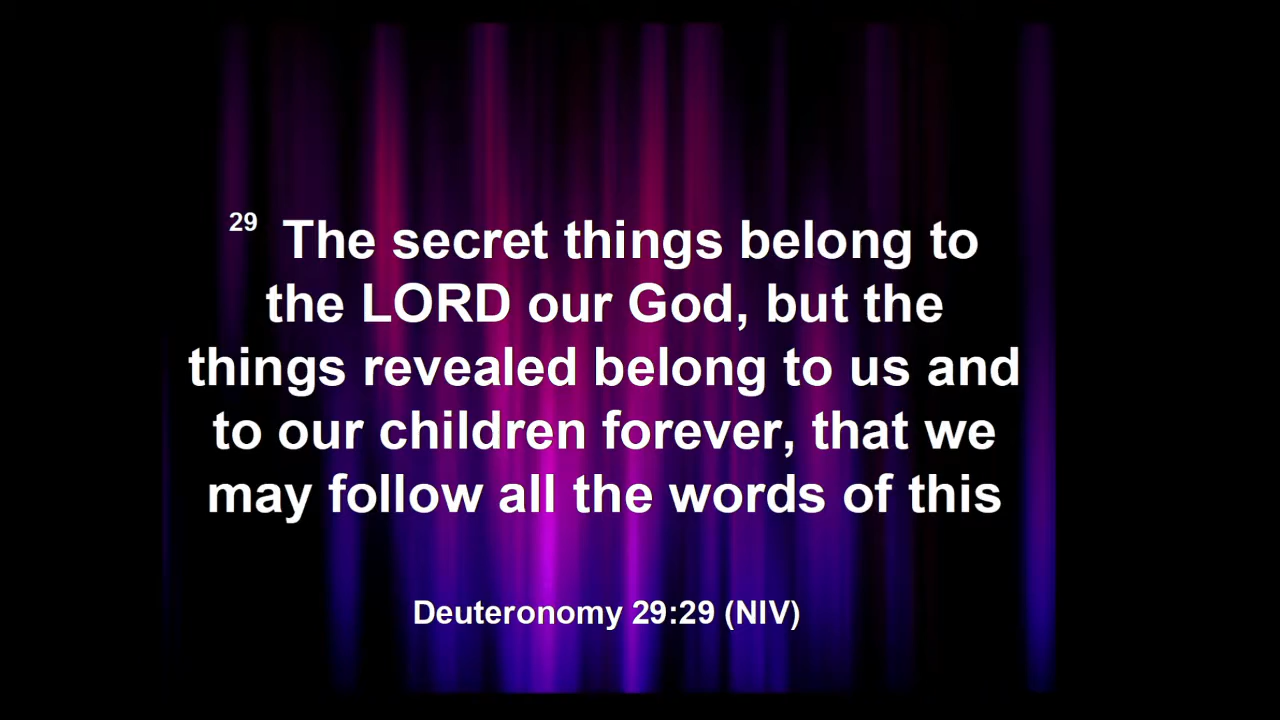 29 The secret things belong to
the LORD our God, but the
things revealed belong to us and
to our children forever, that we
may follow all the words of this
Deuteronomy 29:29 (NIV)